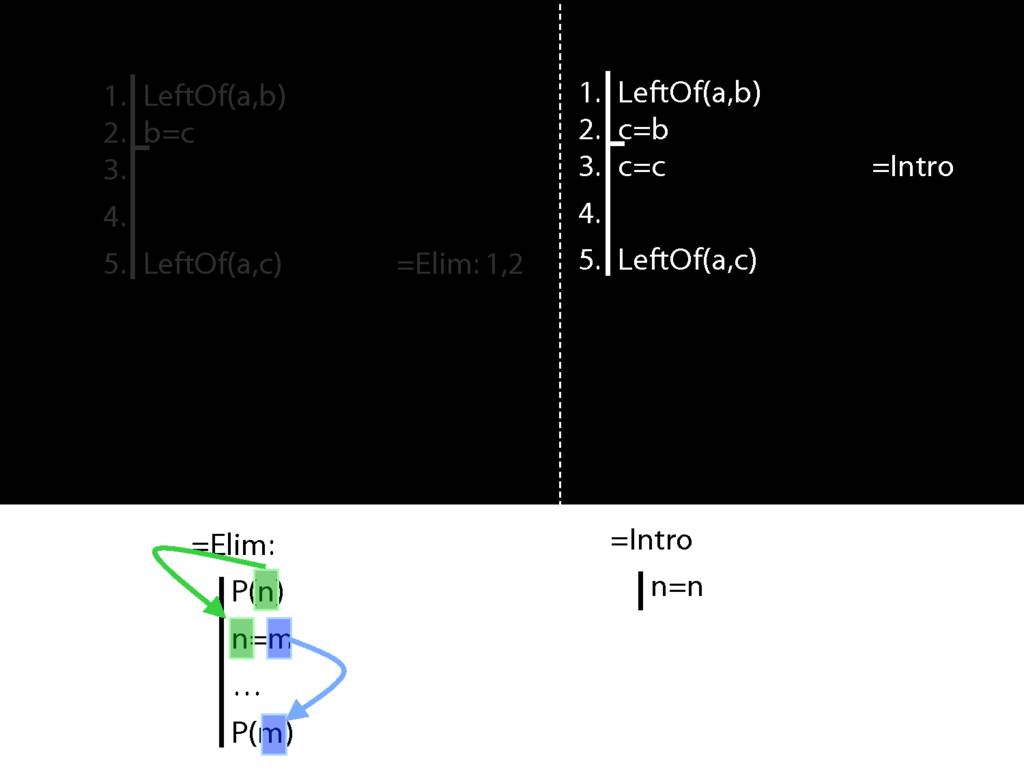 1. LeftOf(a,b)
2. b=c
3.
4.
5. LeftOf(a,c) =Elim: 1,2
1. LeftOf(a,b)
2. c=b
3. c=c =Intro
4.
5. LeftOf(a,c)
=Elim:
P(n)
n=m
...
P(m)
=Intro
n=n